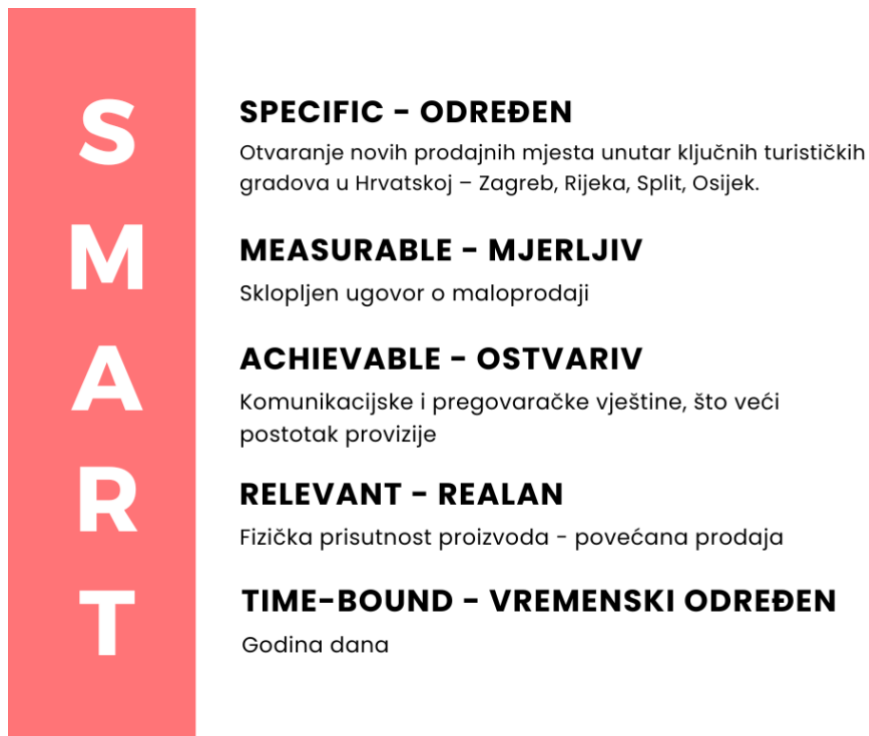 S
SPECIFIC - ODREĐEN
Otvaranje novih prodajnih mjesta unutar ključnih turističkih
gradova u Hrvatskoj – Zagreb, Rijeka, Split, Osijek.
M
MEASURABLE - MJERLJIV
Sklopljen ugovor o maloprodaji
A
ACHIEVABLE - OSTVARIV
Komunikacijske i pregovaračke vještine, što veći
postotak provizije
R
RELEVANT - REALAN
Fizička prisutnost proizvoda - povećana prodaja
T
TIME-BOUND - VREMENSKI ODREĐEN
Godina dana